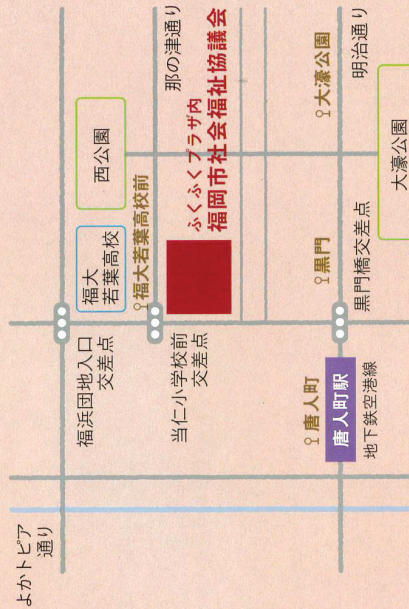 よかトピア
通り
福浜団地入口
交差点
福大
若葉高校
西公園
福大若葉高校前
那の津通り
当仁小学校前
交差点
ふくふくプラザ内
福岡市社会福祉協議会
唐人町
唐人町駅
地下鉄空港線
黒門
黒門橋交差点
大濠公園
明治通り
大濠公園